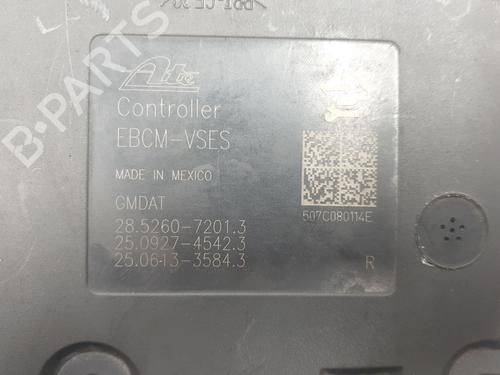 B-PARTS
Ate
Controller
EBCM-VSES
MADE IN MEXICO
GMDAT
28.5260-7201.3
25.0927-4542.3
25.0613-3584.3
507C080114E
R